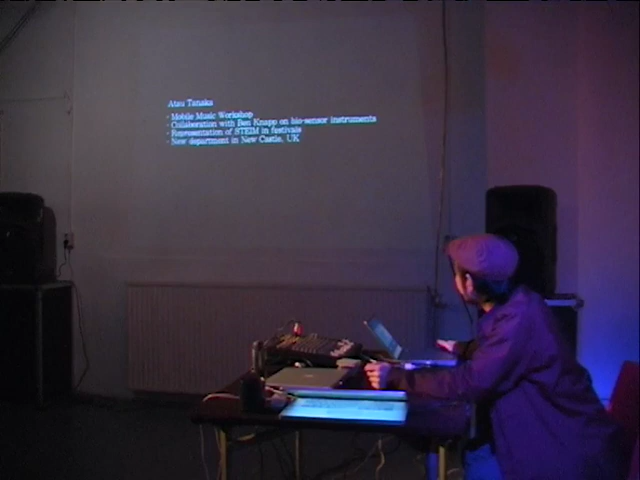 Atau Tanaka
- Mobile Music Workshop
- Collaboration with Ben Knapp on bio-sensor instruments
- Representation of STEIM in festivals
- New department in New Castle, UK